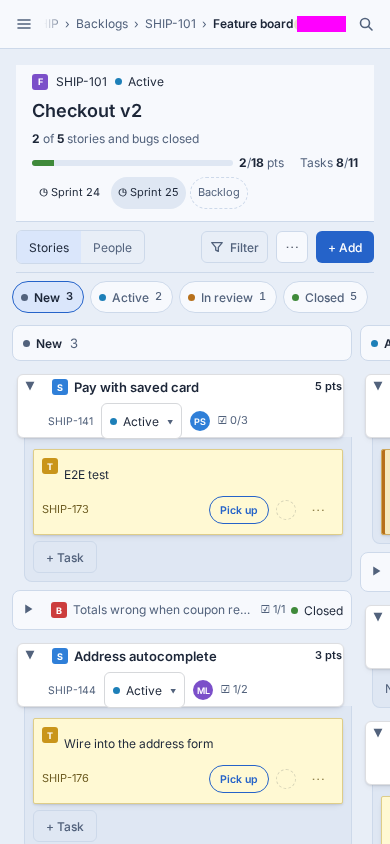 IP › Backlogs › SHIP-101 › Feature board
F SHIP-101 Active
Checkout v2
2 of 5 stories and bugs closed
2/18 pts Tasks 8/11
Sprint 24 Sprint 25 Backlog
Stories People Filter ... + Add
New 3 Active 2 In review 1 Closed 5
New 3
S Pay with saved card 5 pts
SHIP-141 Active PS 0/3
T E2E test
SHIP-173 Pick up ...
+ Task
B Totals wrong when coupon re... 1/1 Closed
S Address autocomplete 3 pts
SHIP-144 Active ML 1/2
T Wire into the address form
SHIP-176 Pick up ...
+ Task